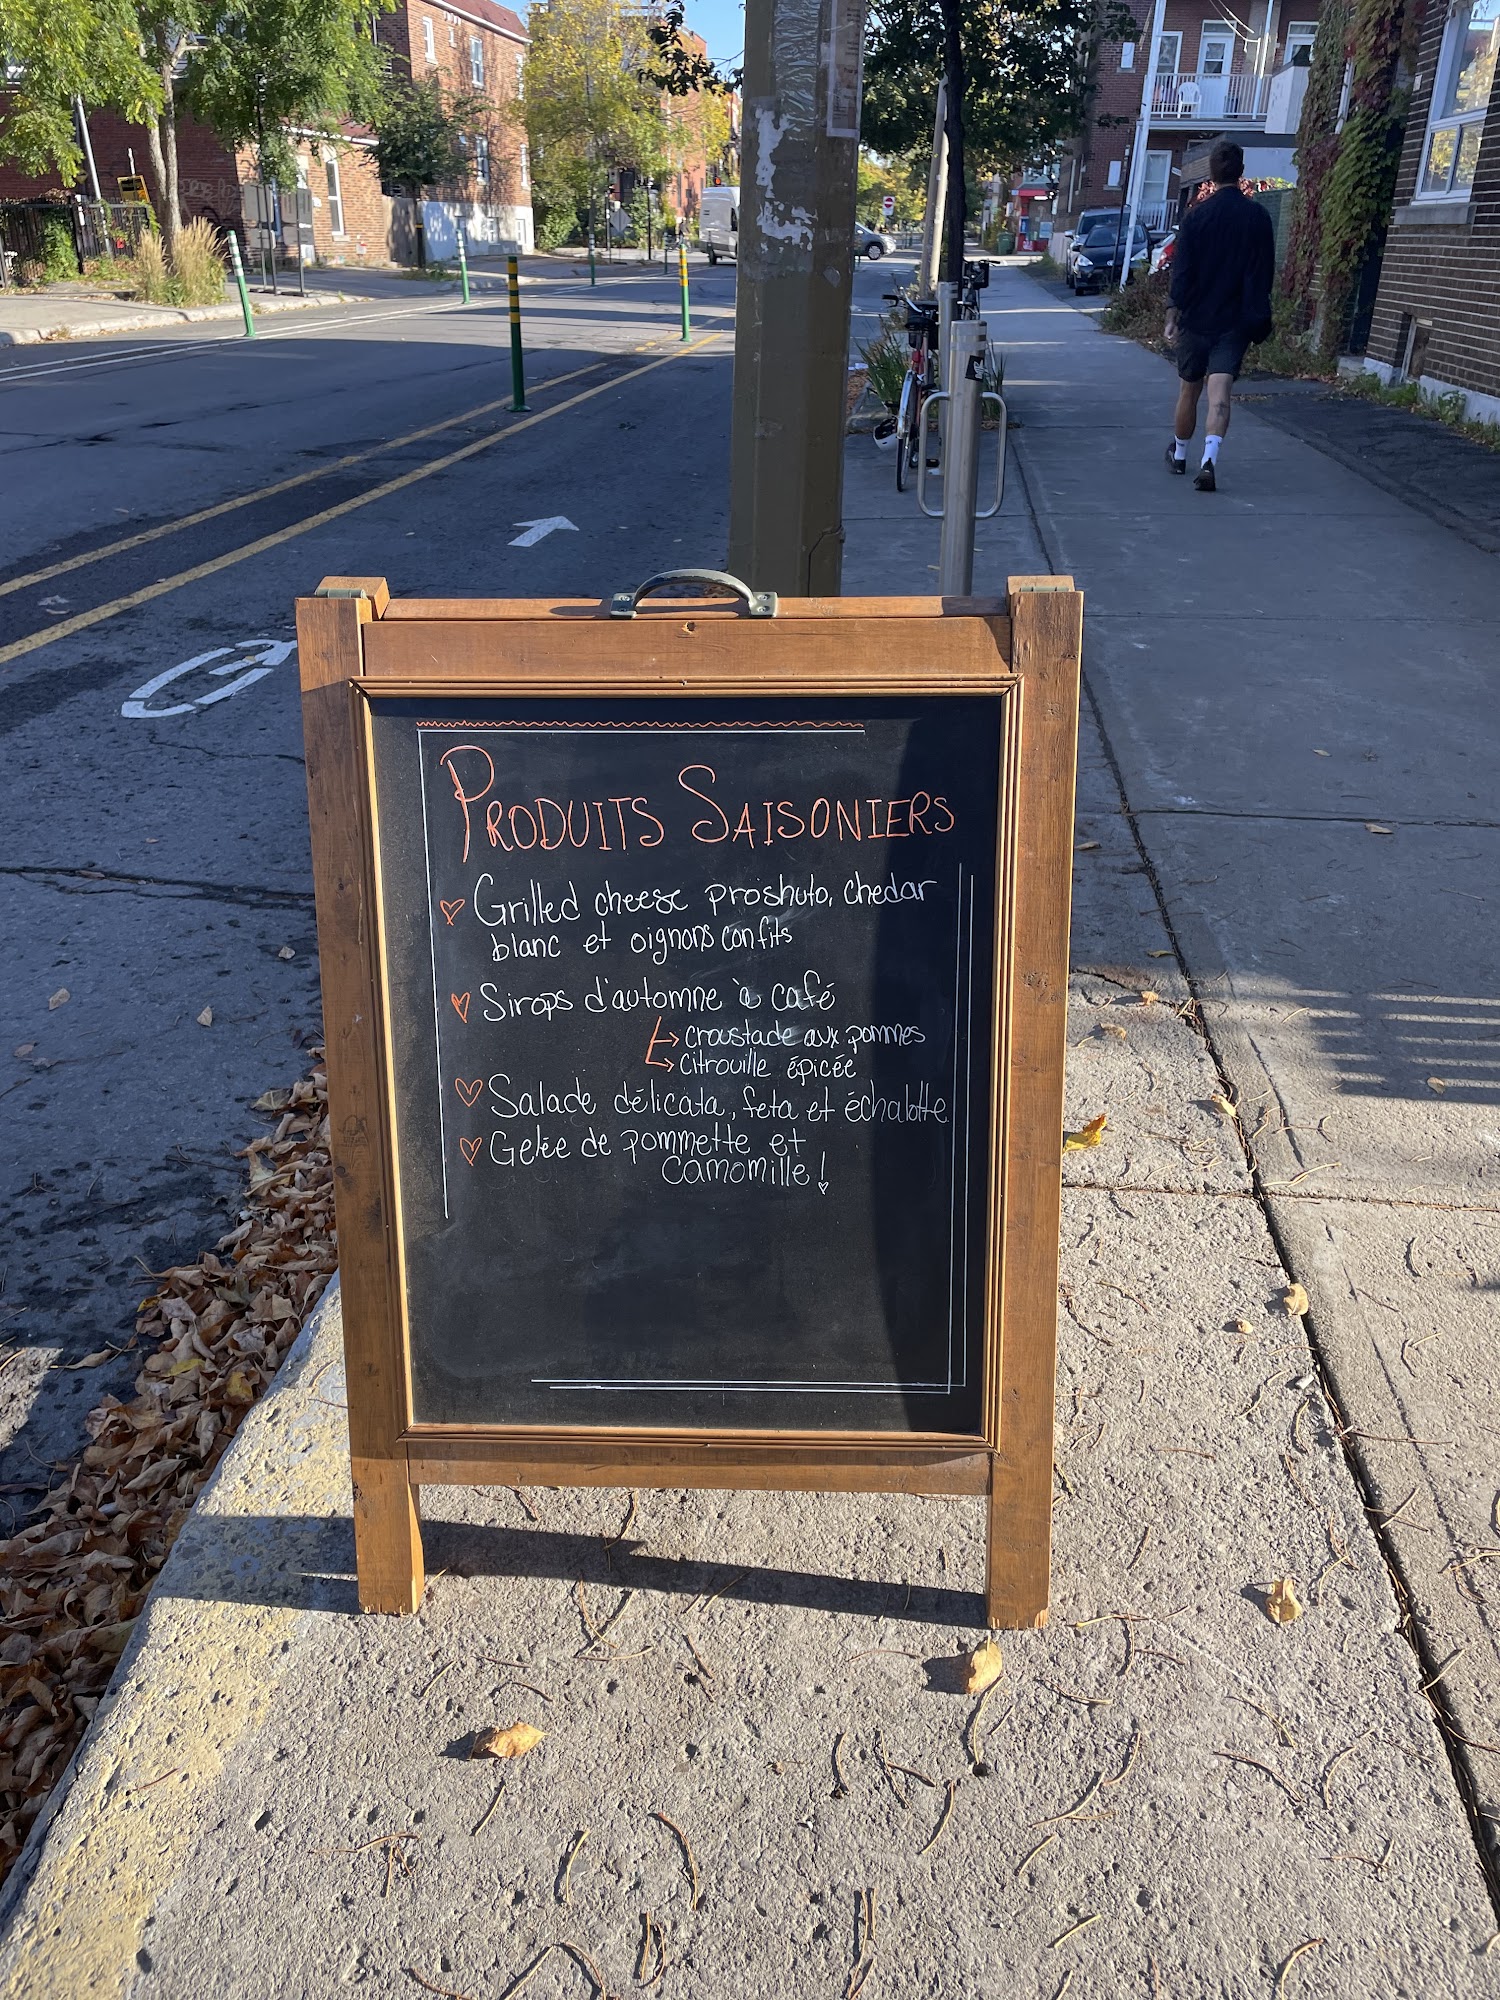 PRODUITS SAISONIERS
Grilled cheese proshuto, chedar
blanc et oignons confits
Sirops d'automne à café
croustade aux pommes
citrouille épicée
Salade délicata, feta et échalotte
Gelée de pommette et
camomille!